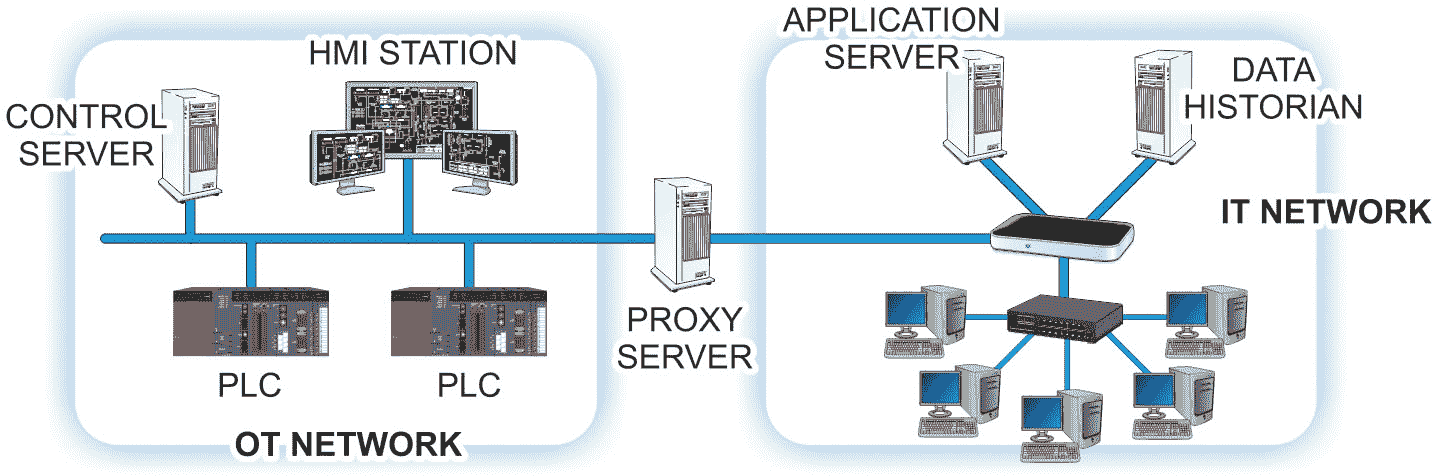 HMI STATION
CONTROL
SERVER
PLC
PLC
OT NETWORK
PROXY
SERVER
APPLICATION
SERVER
DATA
HISTORIAN
IT NETWORK